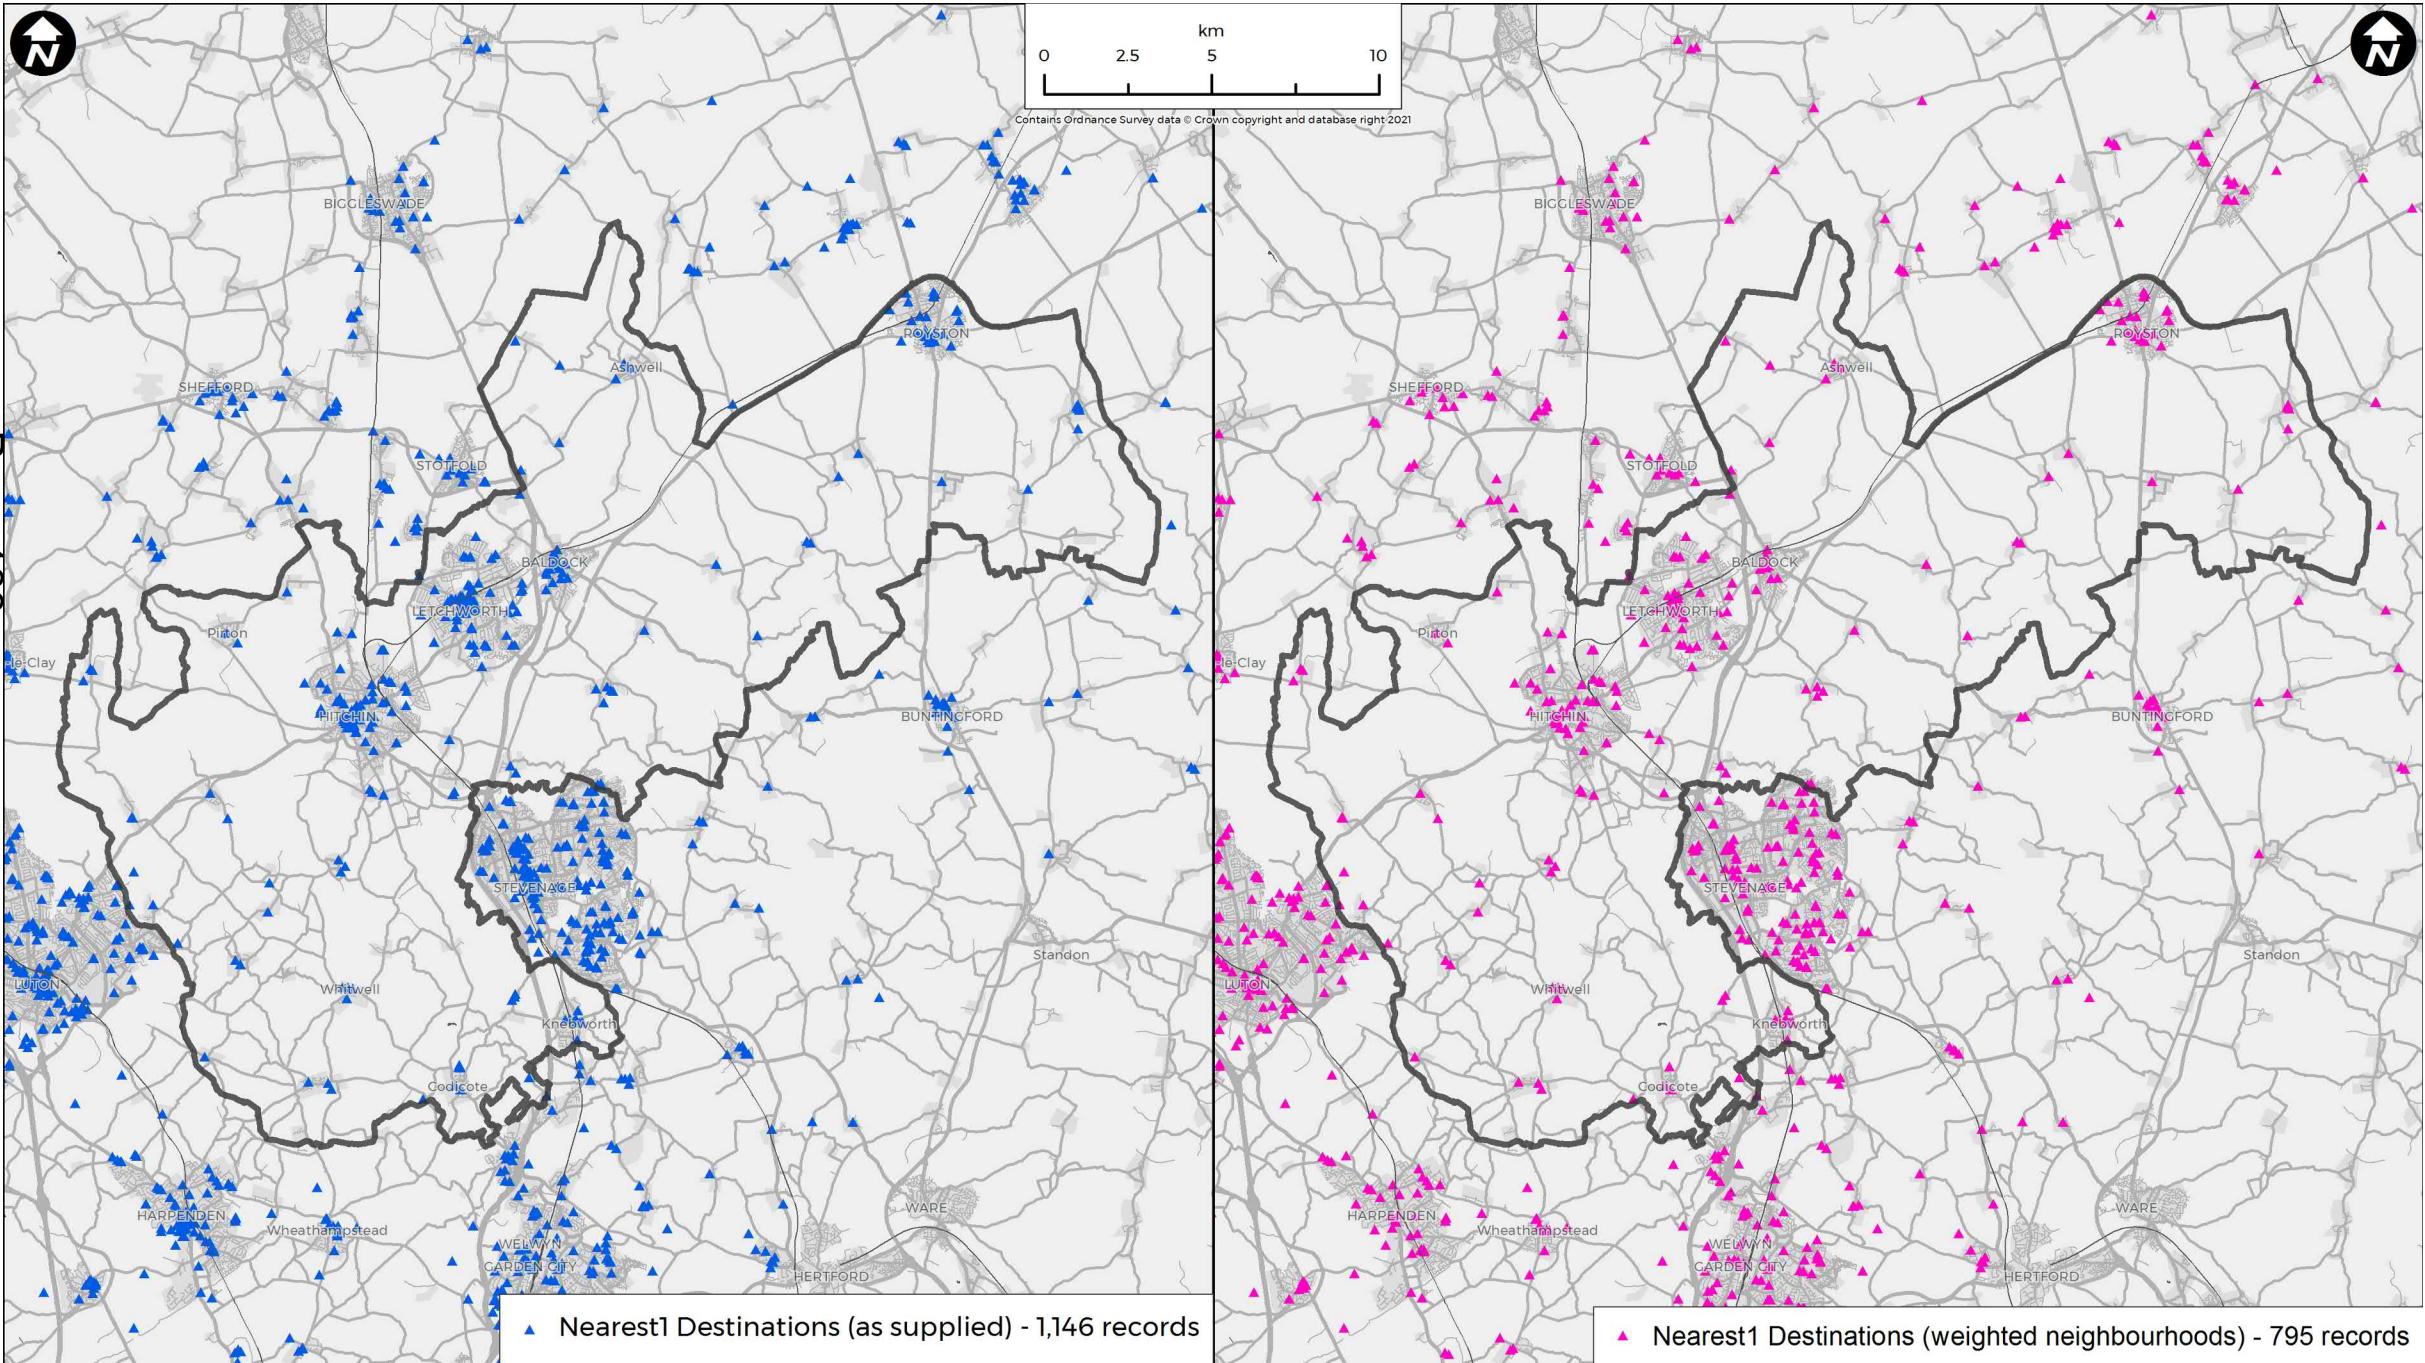 N
km
0 2.5 5 10
N
Contains Ordnance Survey data © Crown copyright and database right 2021
BIGGLESWADE
ROYSTON
Ashwell
SHEFFORD
STOTFOLD
BALDOCK
LETCHWORTH
Pirton
-le-Clay
HITCHIN
BUNTINGFORD
STEVENAGE
Standon
LUTON
Whitwell
Knebworth
Codicote
WARE
HARPENDEN
Wheathampstead
WELWYN
GARDEN CITY
HERTFORD
Nearest1 Destinations (as supplied) - 1,146 records
BIGGLESWADE
ROYSTON
Ashwell
SHEFFORD
STOTFOLD
BALDOCK
LETCHWORTH
Pirton
-le-Clay
HITCHIN
BUNTINGFORD
STEVENAGE
Standon
LUTON
Whitwell
Knebworth
Codicote
WARE
HARPENDEN
Wheathampstead
WELWYN
GARDEN CITY
HERTFORD
Nearest1 Destinations (weighted neighbourhoods) - 795 records